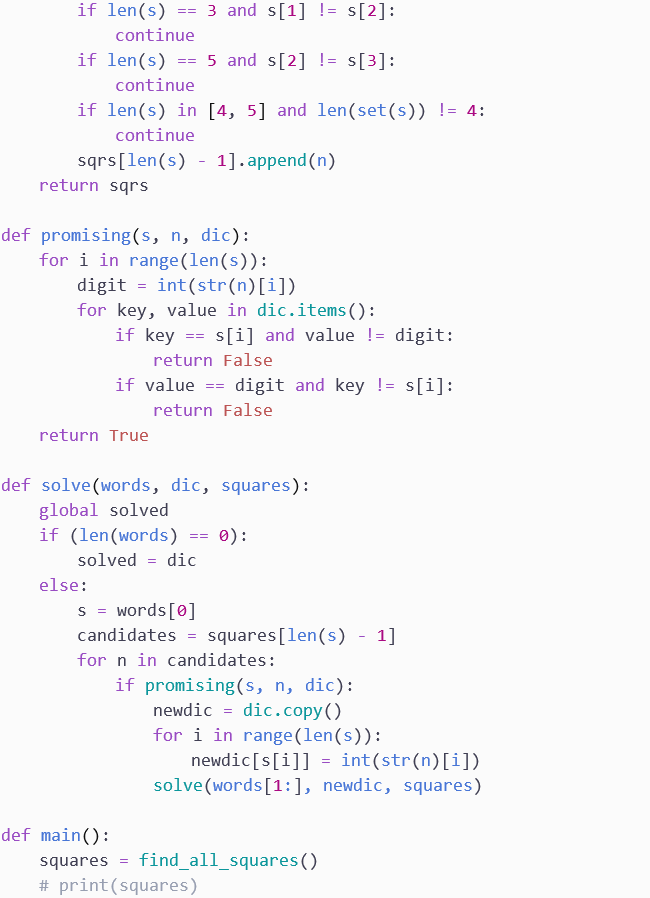 if len(s) == 3 and s[1] != s[2]:
            continue
        if len(s) == 5 and s[2] != s[3]:
            continue
        if len(s) in [4, 5] and len(set(s)) != 4:
            continue
        sqrs[len(s) - 1].append(n)
    return sqrs

def promising(s, n, dic):
    for i in range(len(s)):
        digit = int(str(n)[i])
        for key, value in dic.items():
            if key == s[i] and value != digit:
                return False
            if value == digit and key != s[i]:
                return False
    return True

def solve(words, dic, squares):
    global solved
    if (len(words) == 0):
        solved = dic
    else:
        s = words[0]
        candidates = squares[len(s) - 1]
        for n in candidates:
            if promising(s, n, dic):
                newdic = dic.copy()
                for i in range(len(s)):
                    newdic[s[i]] = int(str(n)[i])
                solve(words[1:], newdic, squares)

def main():
    squares = find_all_squares()
    # print(squares)